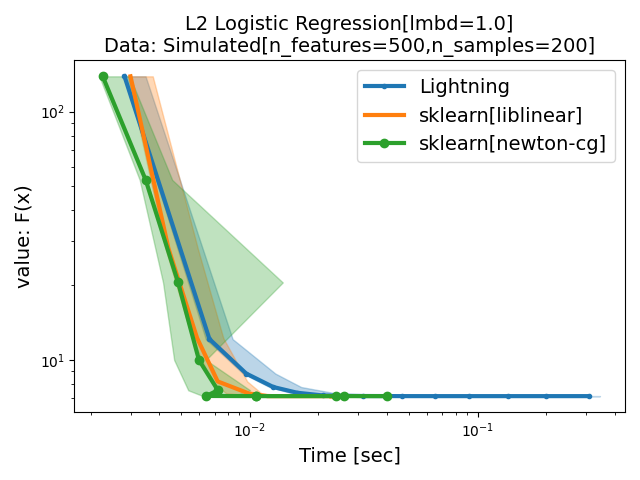 L2 Logistic Regression[lmbd=1.0]
Data: Simulated[n_features=500,n_samples=200]
value: F(x)
10²
10¹
Lightning
sklearn[liblinear]
sklearn[newton-cg]
10⁻²
10⁻¹
Time [sec]